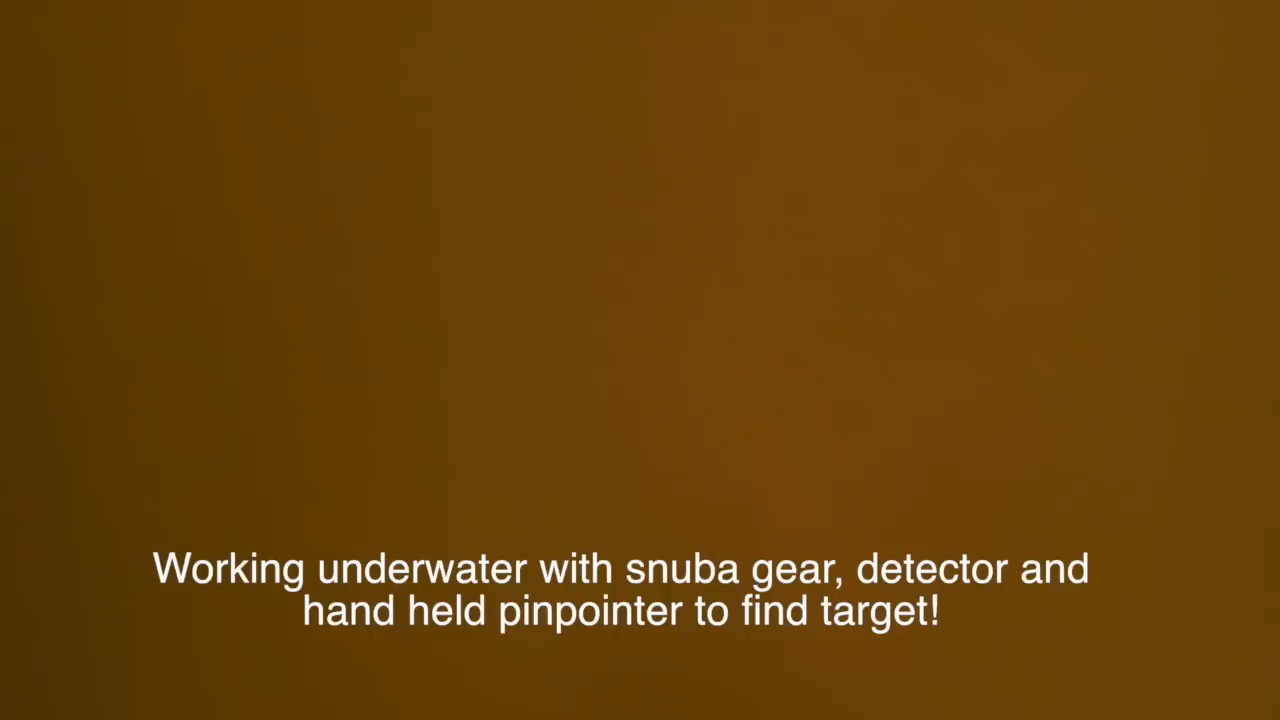 Working underwater with snuba gear, detector and
hand held pinpointer to find target!